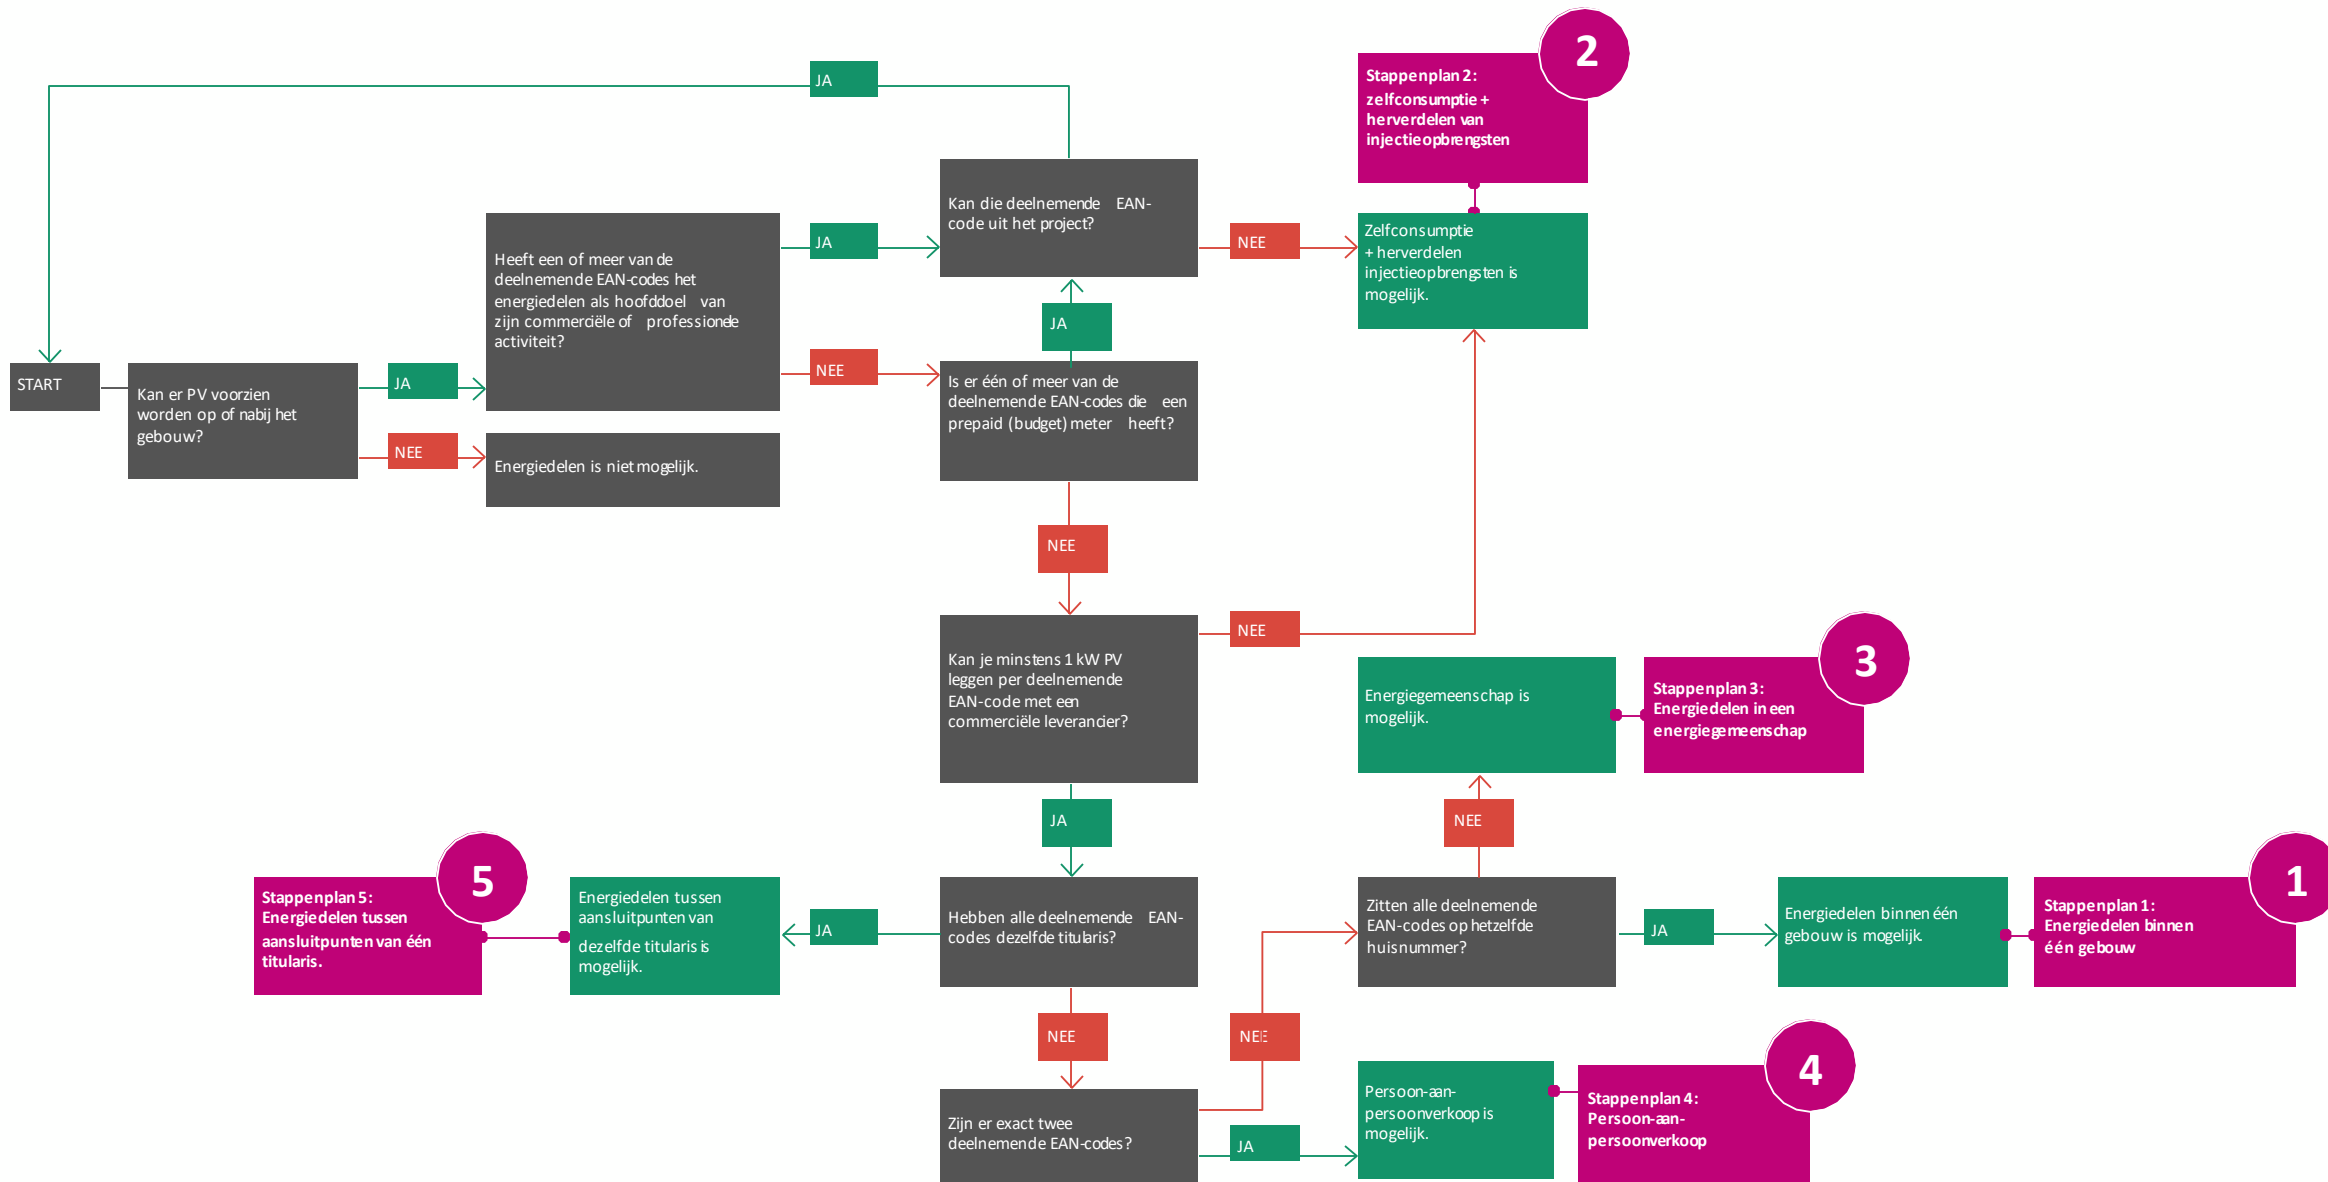 JA
2
Stappenplan 2:
zelfconsumptie +
herverdelen van
injectieopbrengsten
Kan die deelnemende EAN-
code uit het project?
JA
NEE
Zelfconsumptie
+ herverdelen
injectieopbrengsten is
mogelijk.
Heeft een of meer van de
deelnemende EAN-codes het
energiedelen als hoofddoel van
zijn commerciële of professionele
activiteit?
JA
NEE
START
Kan er PV voorzien
worden op of nabij het
gebouw?
JA
NEE
Energiedelen is niet mogelijk.
Is er één of meer van de
deelnemende EAN-codes die een
prepaid (budget) meter heeft?
NEE
Kan je minstens 1 kW PV
leggen per deelnemende
EAN-code met een
commerciële leverancier?
NEE
3
Energiegemeenschap is
mogelijk.
Stappenplan 3:
Energiedelen in een
energiegemeenschap
JA
NEE
5
Stappenplan 5:
Energiedelen tussen
aansluitpunten van één
titularis.
Energiedelen tussen
aansluitpunten van
dezelfde titularis is
mogelijk.
JA
Hebben alle deelnemende EAN-
codes dezelfde titularis?
Zitten alle deelnemende
EAN-codes op hetzelfde
huisnummer?
JA
Energiedelen binnen één
gebouw is mogelijk.
1
Stappenplan 1:
Energiedelen binnen
één gebouw
NEE
NEE
Zijn er exact twee
deelnemende EAN-codes?
JA
Persoon-aan-
persoonverkoop is
mogelijk.
4
Stappenplan 4:
Persoon-aan-
persoonverkoop